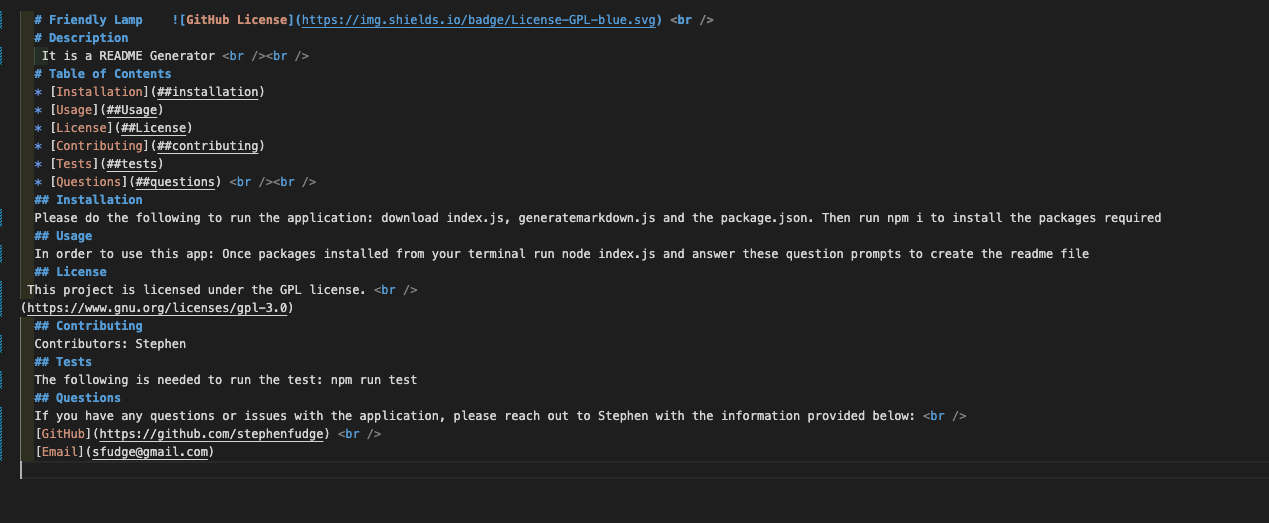 # Friendly Lamp    ![GitHub License](https://img.shields.io/badge/License-GPL-blue.svg) <br />
# Description
It is a README Generator <br /><br />
# Table of Contents
* [Installation](##installation)
* [Usage](##Usage)
* [License](##License)
* [Contributing](##contributing)
* [Tests](##tests)
* [Questions](##questions) <br /><br />
## Installation
Please do the following to run the application: download index.js, generatemarkdown.js and the package.json. Then run npm i to install the packages required
## Usage
In order to use this app: Once packages installed from your terminal run node index.js and answer these question prompts to create the readme file
## License
This project is licensed under the GPL license. <br />
(https://www.gnu.org/licenses/gpl-3.0)
## Contributing
Contributors: Stephen
## Tests
The following is needed to run the test: npm run test
## Questions
If you have any questions or issues with the application, please reach out to Stephen with the information provided below: <br />
[GitHub](https://github.com/stephenfudge) <br />
[Email](sfudge@gmail.com)